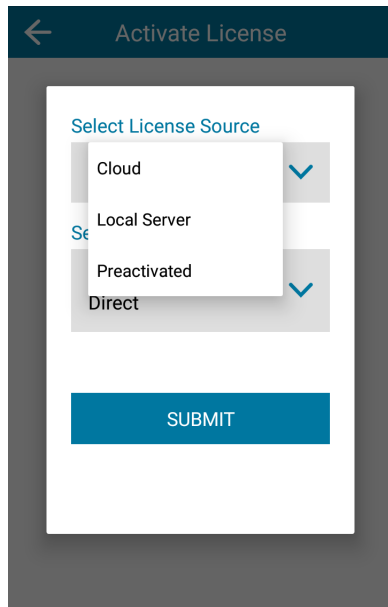 Activate License
Select License Source
Cloud
Local Server
Se
Preactivated
Direct
SUBMIT